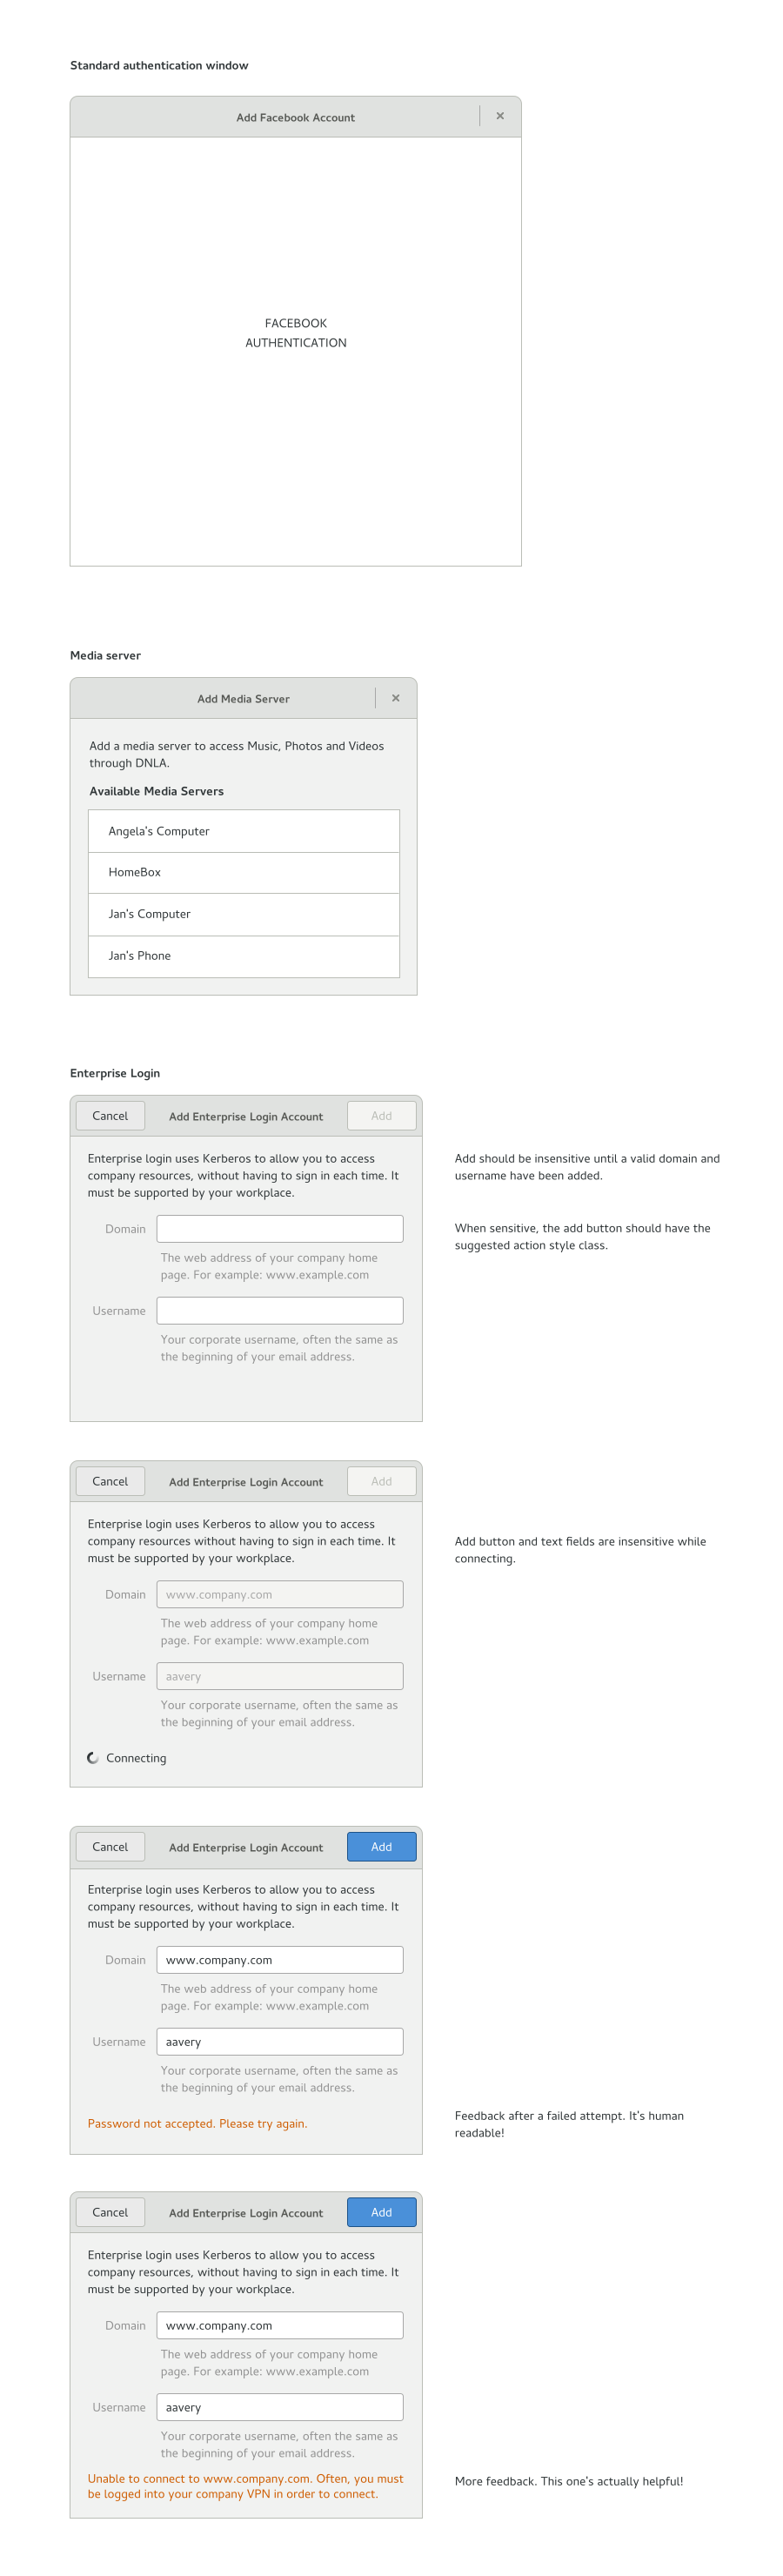 Standard authentication window
Add Facebook Account
×
FACEBOOK
AUTHENTICATION
Media server
Add Media Server
×
Add a media server to access Music, Photos and Videos
through DNLA.
Available Media Servers
Angela's Computer
HomeBox
Jan's Computer
Jan's Phone
Enterprise Login
Cancel
Add Enterprise Login Account
Add
Enterprise login uses Kerberos to allow you to access
company resources, without having to sign in each time. It
must be supported by your workplace.
Add should be insensitive until a valid domain and
username have been added.
Domain
The web address of your company home
page. For example: www.example.com
When sensitive, the add button should have the
suggested action style class.
Username
Your corporate username, often the same as
the beginning of your email address.
Cancel
Add Enterprise Login Account
Add
Enterprise login uses Kerberos to allow you to access
company resources without having to sign in each time. It
must be supported by your workplace.
Add button and text fields are insensitive while
connecting.
Domain
www.company.com
The web address of your company home
page. For example: www.example.com
Username
aavery
Your corporate username, often the same as
the beginning of your email address.
Connecting
Cancel
Add Enterprise Login Account
Add
Enterprise login uses Kerberos to allow you to access
company resources, without having to sign in each time. It
must be supported by your workplace.
Domain
www.company.com
The web address of your company home
page. For example: www.example.com
Username
aavery
Your corporate username, often the same as
the beginning of your email address.
Password not accepted. Please try again.
Feedback after a failed attempt. It's human
readable!
Cancel
Add Enterprise Login Account
Add
Enterprise login uses Kerberos to allow you to access
company resources, without having to sign in each time. It
must be supported by your workplace.
Domain
www.company.com
The web address of your company home
page. For example: www.example.com
Username
aavery
Your corporate username, often the same as
the beginning of your email address.
Unable to connect to www.company.com. Often, you must
be logged into your company VPN in order to connect.
More feedback. This one's actually helpful!